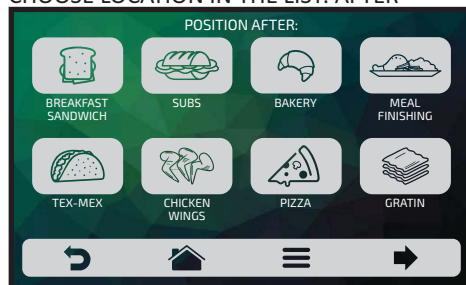 CHOOSE LOCATION IN THE LIST: AFTER
POSITION AFTER:
BREAKFAST
SANDWICH
SUBS
BAKERY
MEAL
FINISHING
TEX-MEX
CHICKEN
WINGS
PIZZA
GRATIN